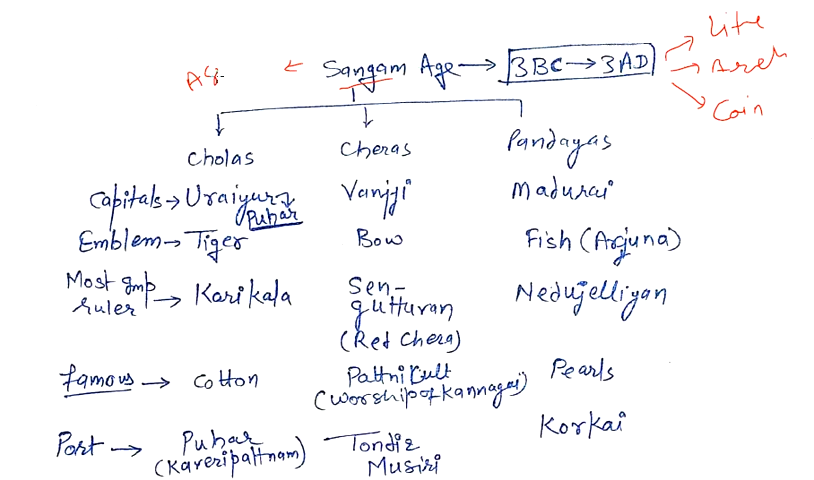 Lite
Sangam Age → 3BC → 3AD
Arch
Coin
Cholas Cheras Pandayas
Capitals → Uraiyur Vanjji Madurai
Puhar
Emblem → Tiger Bow Fish (Arjuna)
Most Imp ruler → Karikala Sen-gutturan (Red Chera) Nedujelliyan
famous → Cotton Pattni Cult (worship of Kannagai) Pearls
Port → Puhar (Kaveripattnam) Tondi & Musiri Korkai